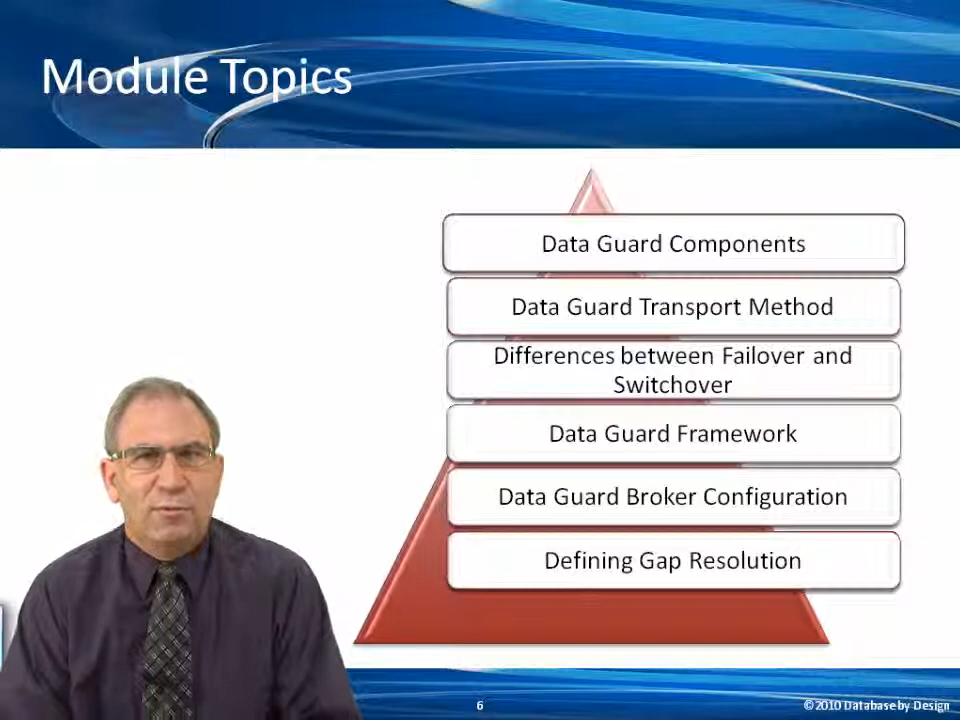 Module Topics
Data Guard Components
Data Guard Transport Method
Differences between Failover and
Switchover
Data Guard Framework
Data Guard Broker Configuration
Defining Gap Resolution
6
©2010 Database by Design